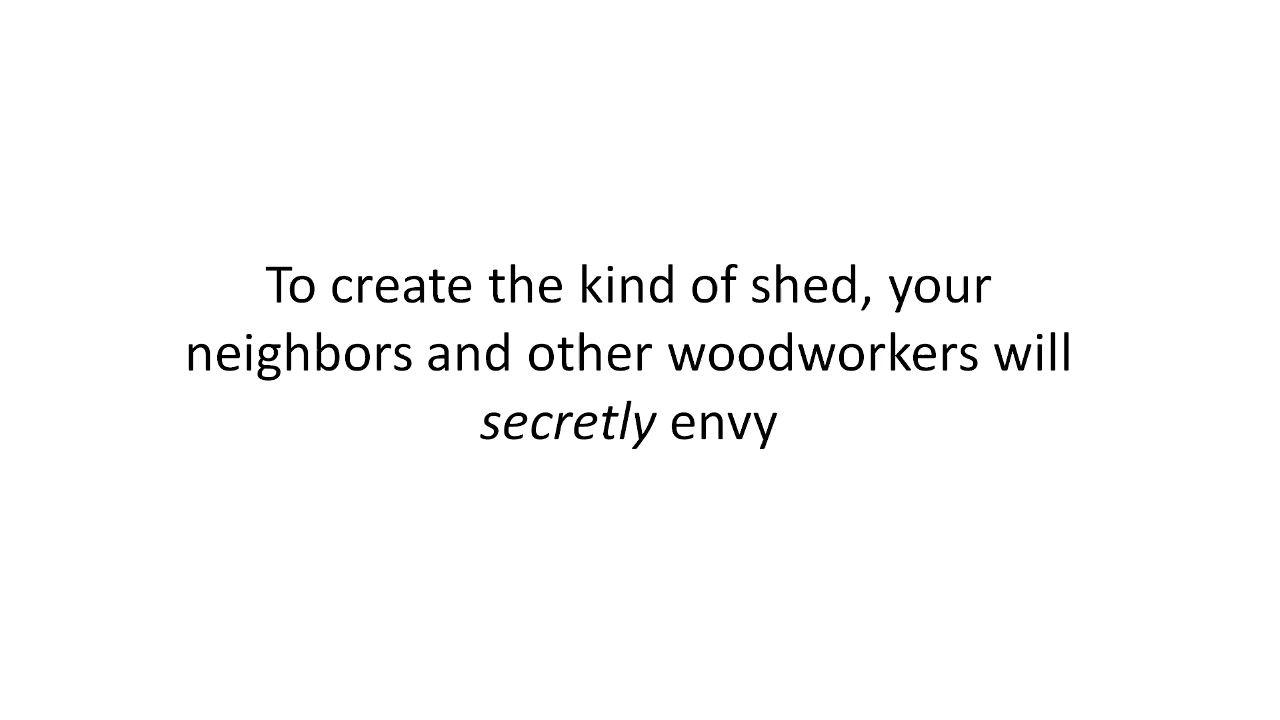 To create the kind of shed, your
neighbors and other woodworkers will
secretly envy